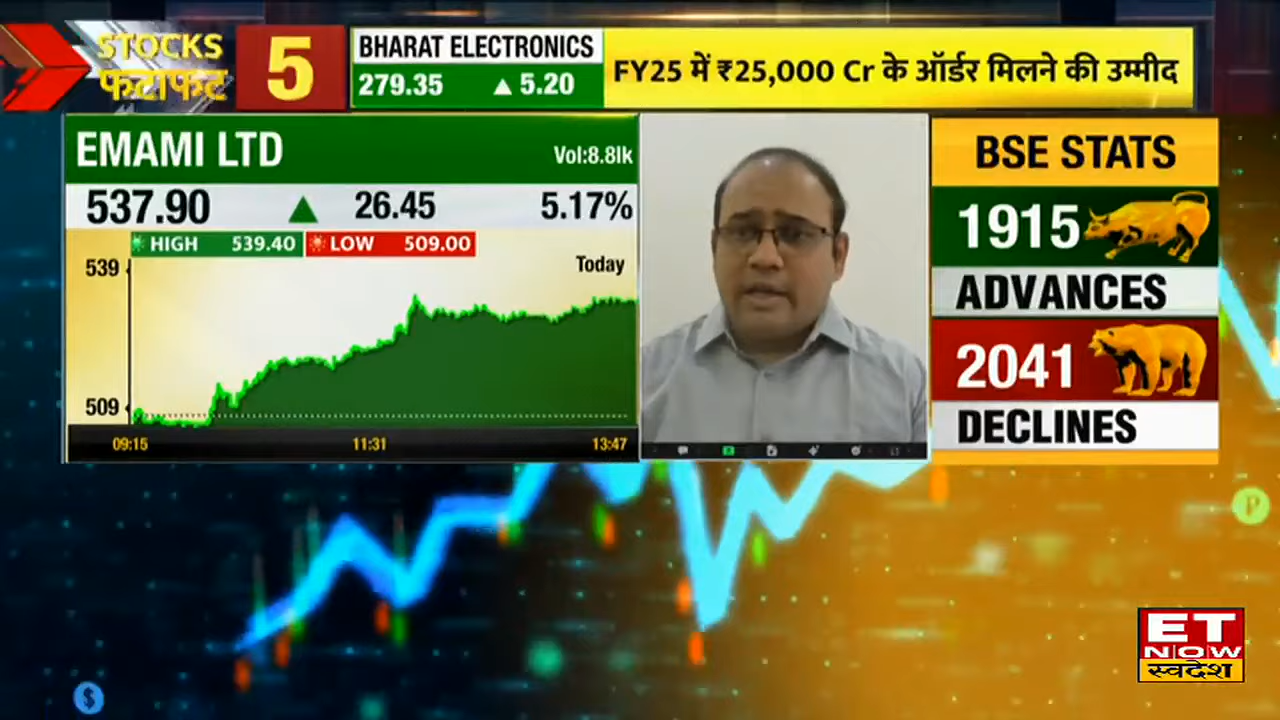 STOCKS
फटाफट
5
BHARAT ELECTRONICS
279.35 ▲ 5.20
FY25 में ₹25,000 Cr के ऑर्डर मिलने की उम्मीद
EMAMI LTD Vol:8.8lk
537.90 ▲ 26.45 5.17%
HIGH 539.40 LOW 509.00
Today
539
509
09:15 11:31 13:47
BSE STATS
1915
ADVANCES
2041
DECLINES
P
$
ET
NOW
स्वदेश